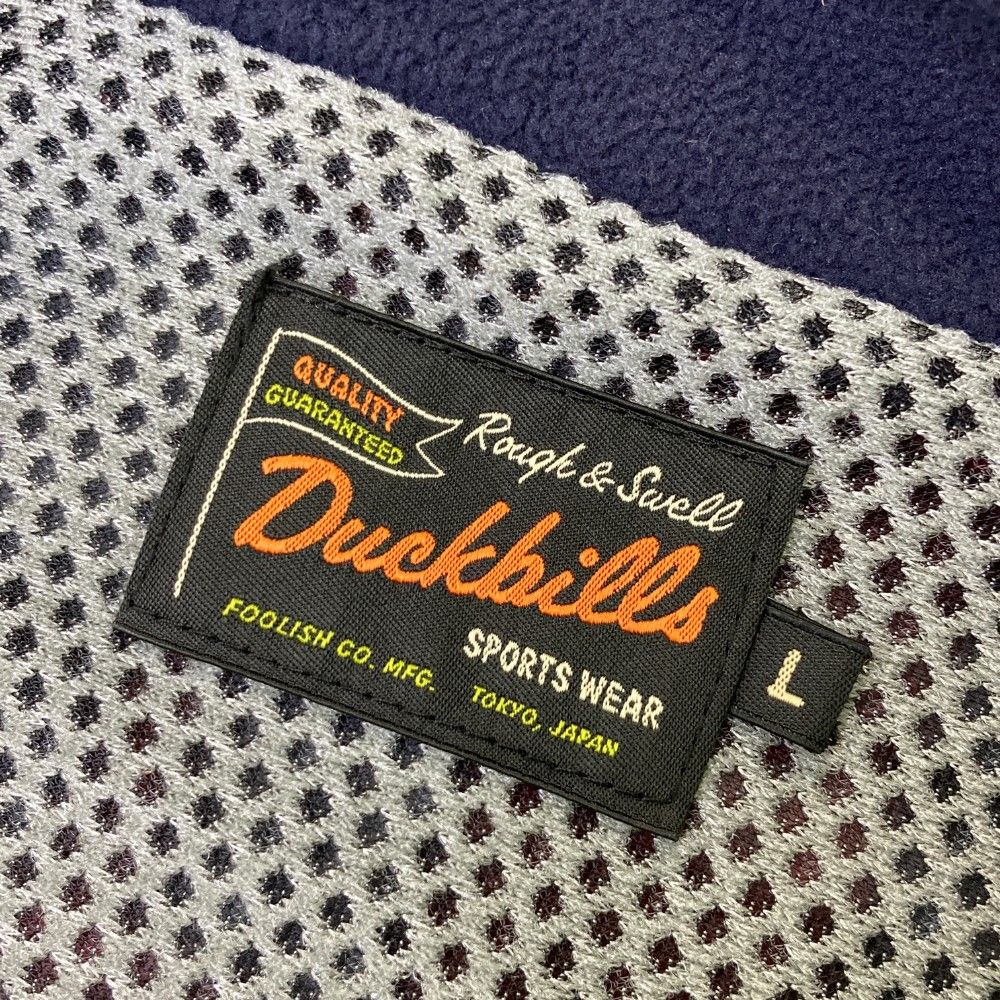 QUALITY
GUARANTEED
Rough & Swell
Duckbills
SPORTS WEAR
FOOLISH CO. MFG.
TOKYO, JAPAN
L